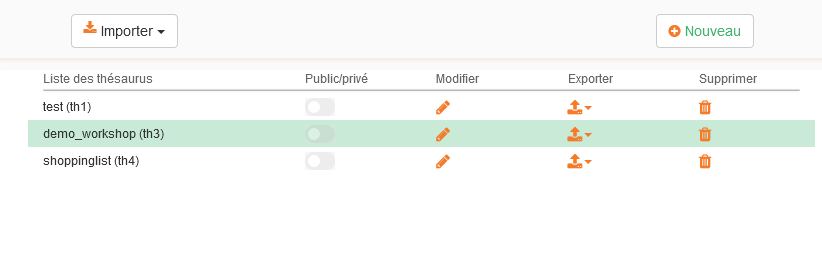 Importer
Nouveau
Liste des thésaurus Public/privé Modifier Exporter Supprimer
test (th1)
demo_workshop (th3)
shoppinglist (th4)